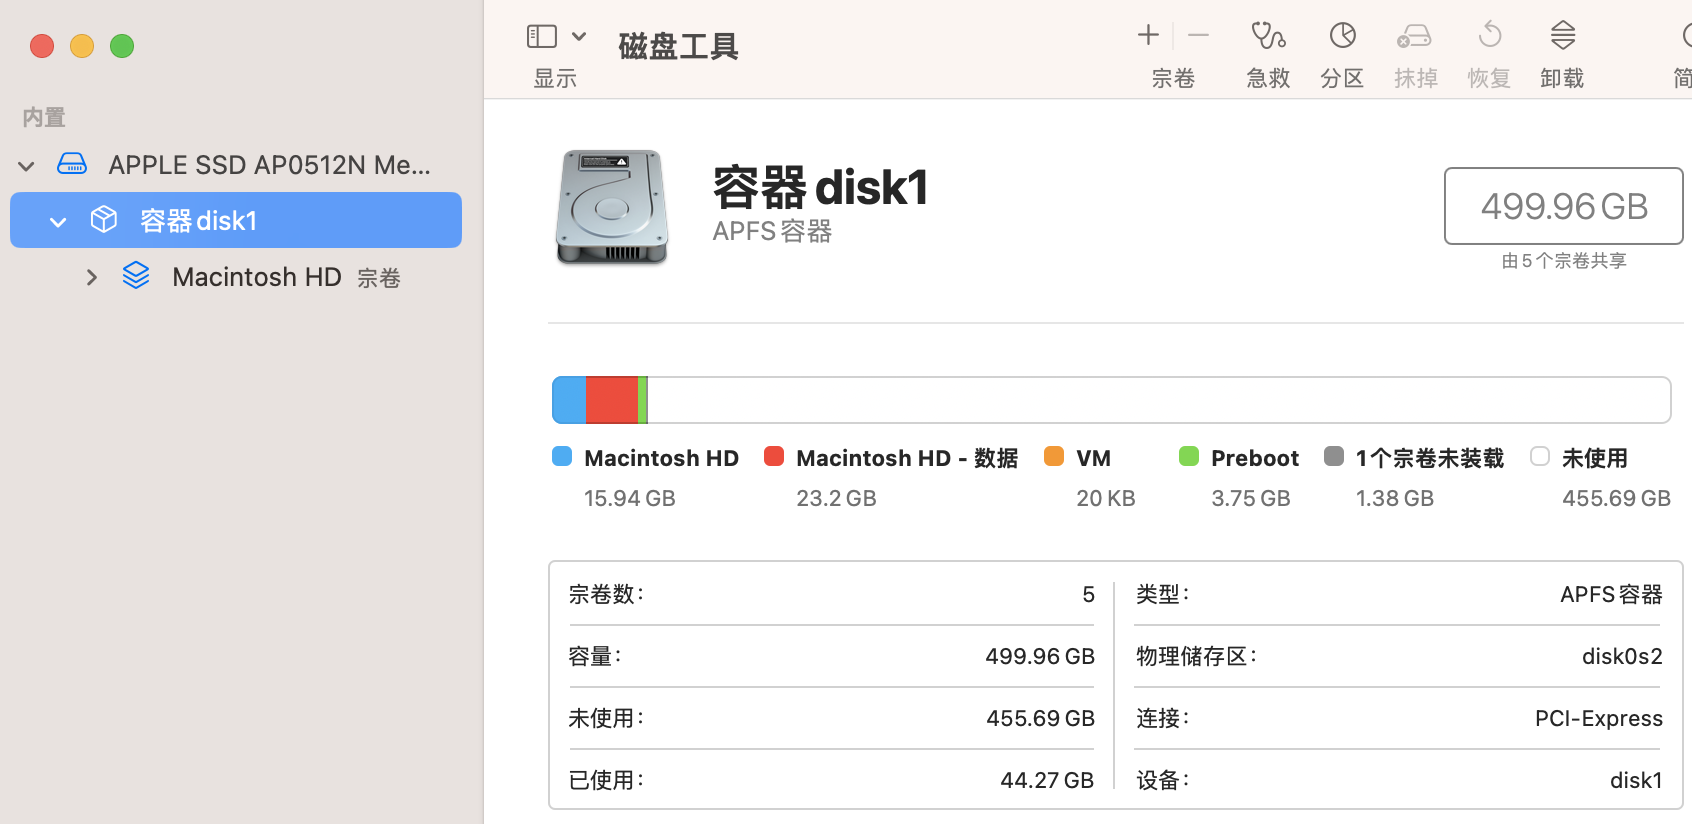 内置
APPLE SSD AP0512N Me...
容器 disk1
Macintosh HD 宗卷
显示
磁盘工具
宗卷
急救
分区
抹掉
恢复
卸载
简
容器 disk1
APFS 容器
499.96 GB
由 5 个宗卷共享
Macintosh HD
15.94 GB
Macintosh HD - 数据
23.2 GB
VM
20 KB
Preboot
3.75 GB
1个宗卷未装载
1.38 GB
未使用
455.69 GB
宗卷数: 5
容量: 499.96 GB
未使用: 455.69 GB
已使用: 44.27 GB
类型: APFS 容器
物理储存区: disk0s2
连接: PCI-Express
设备: disk1